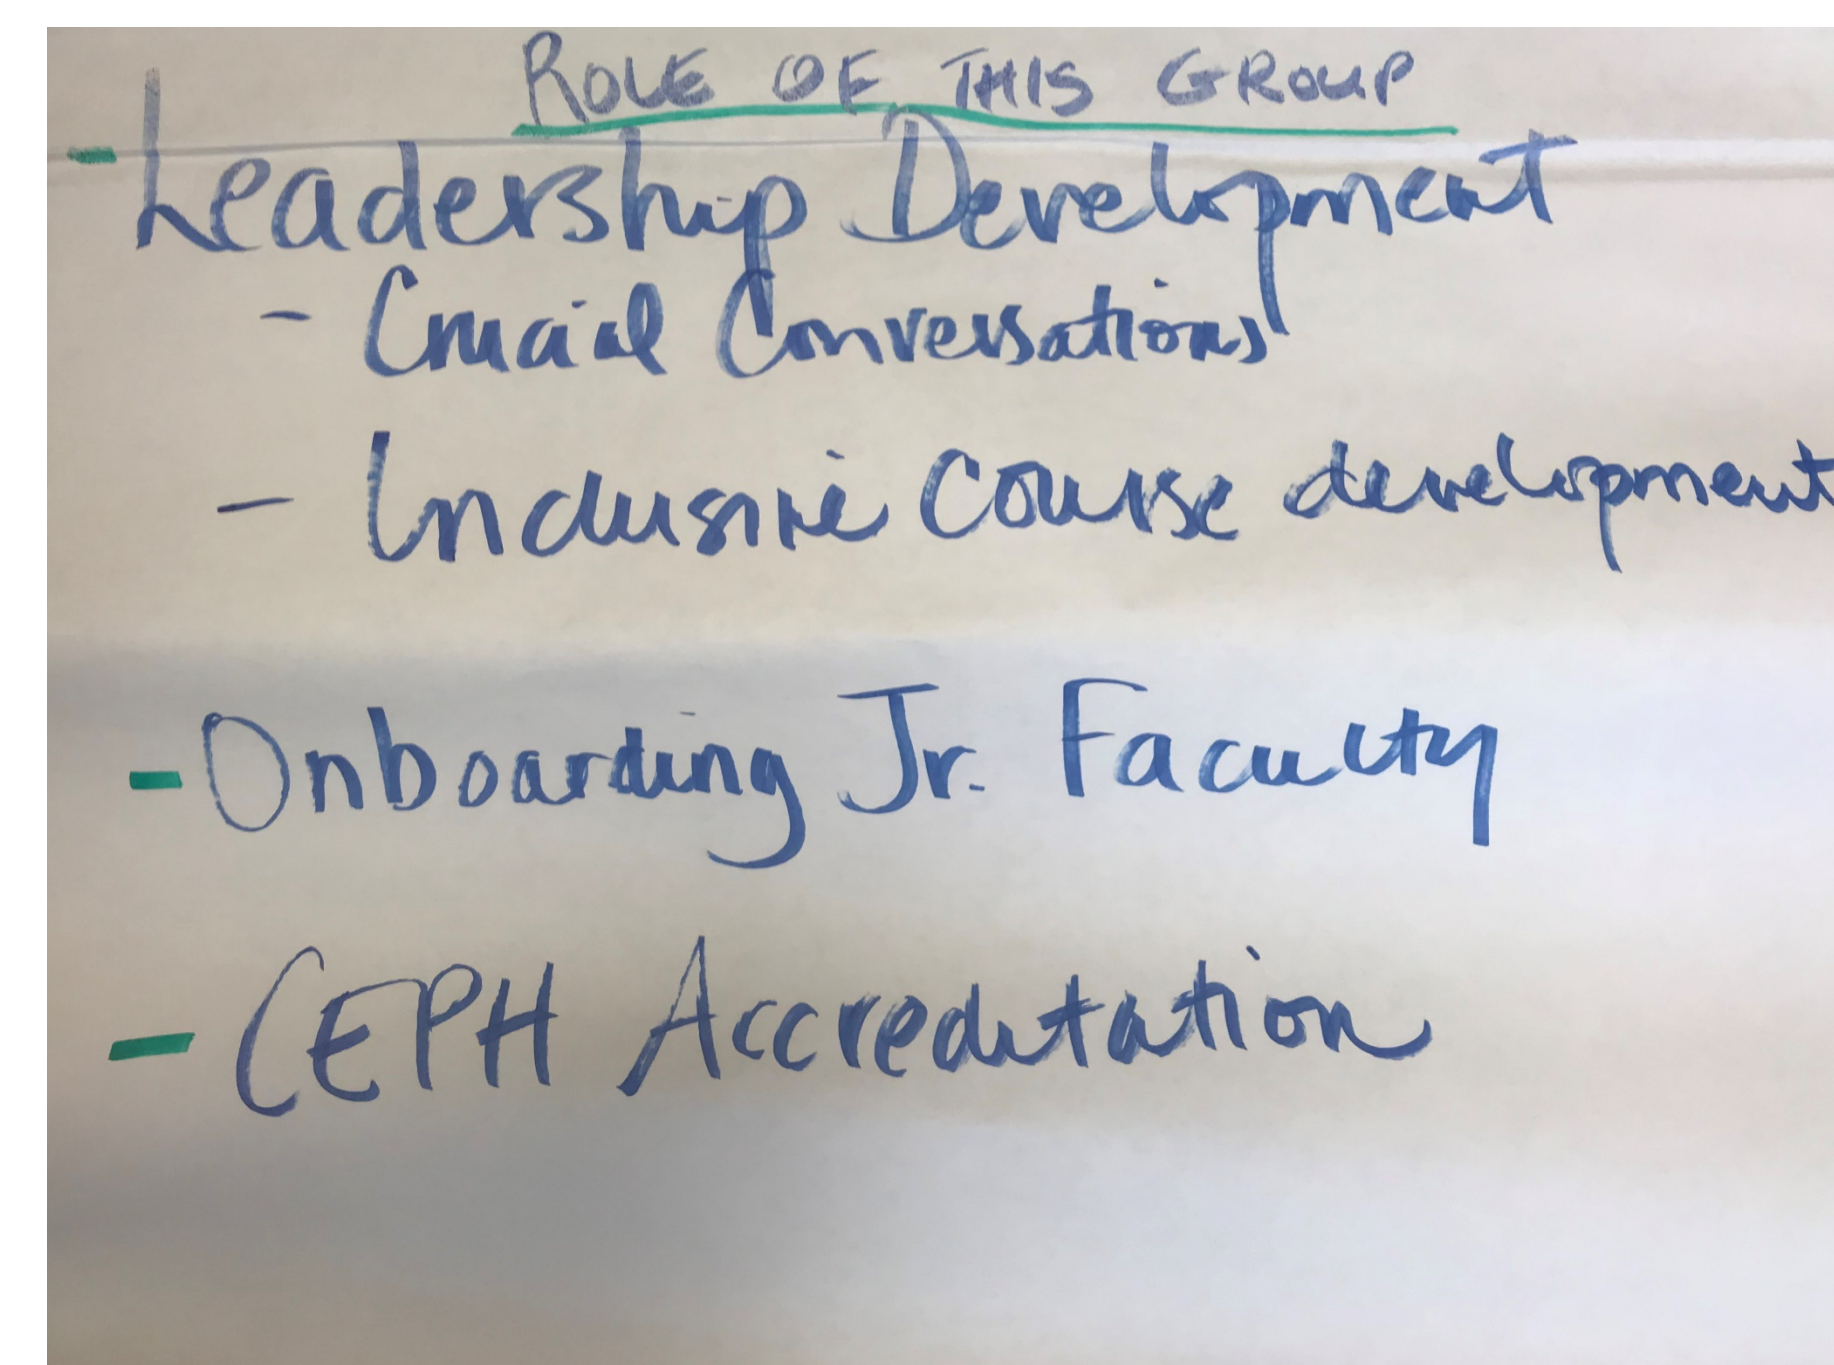 ROLE OF THIS GROUP
- Leadership Development
- Crucial Conversations
- Inclusive Course development
- Onboarding Jr. Faculty
- CEPH Accreditation